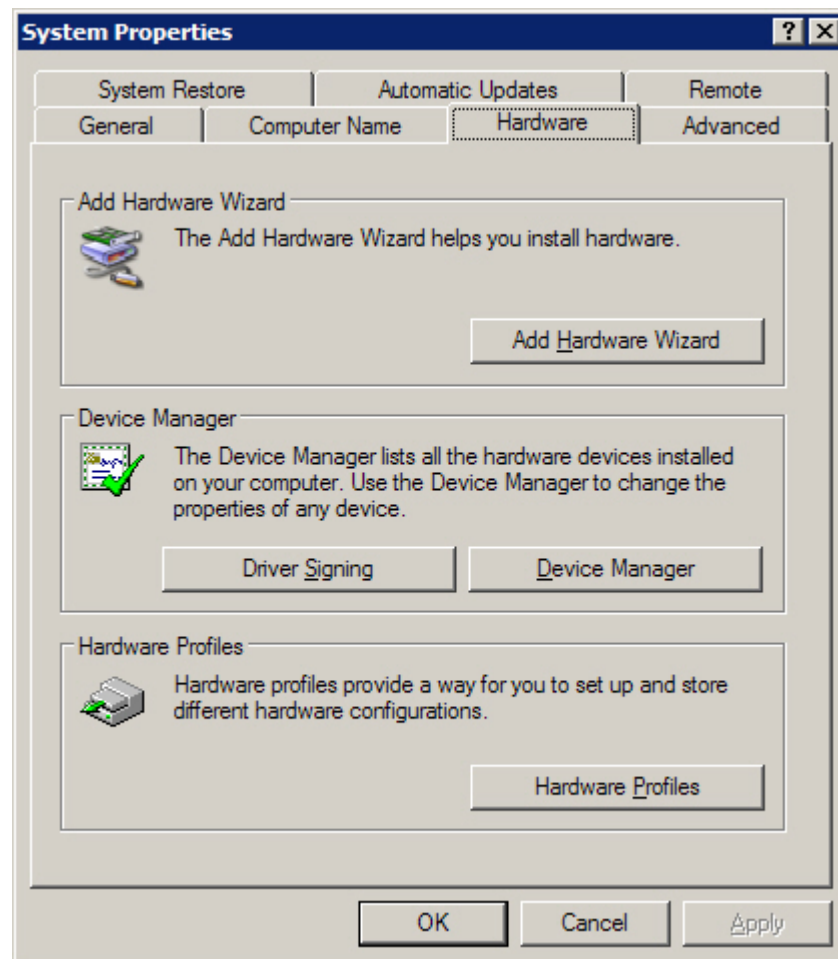 System Properties
System Restore Automatic Updates Remote
General Computer Name Hardware Advanced
Add Hardware Wizard
The Add Hardware Wizard helps you install hardware.
Add Hardware Wizard
Device Manager
The Device Manager lists all the hardware devices installed
on your computer. Use the Device Manager to change the
properties of any device.
Driver Signing Device Manager
Hardware Profiles
Hardware profiles provide a way for you to set up and store
different hardware configurations.
Hardware Profiles
OK Cancel Apply